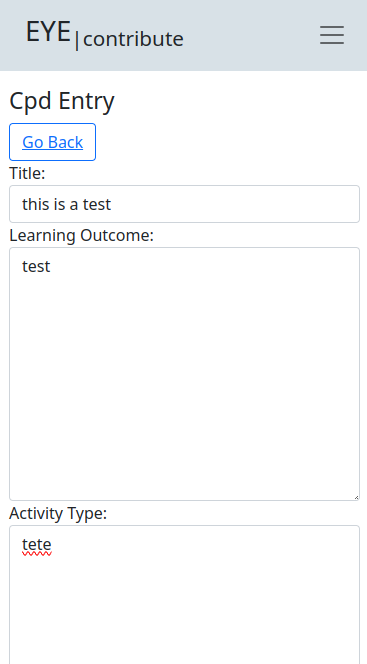 EYE|contribute
Cpd Entry
Go Back
Title:
this is a test
Learning Outcome:
test
Activity Type:
tete